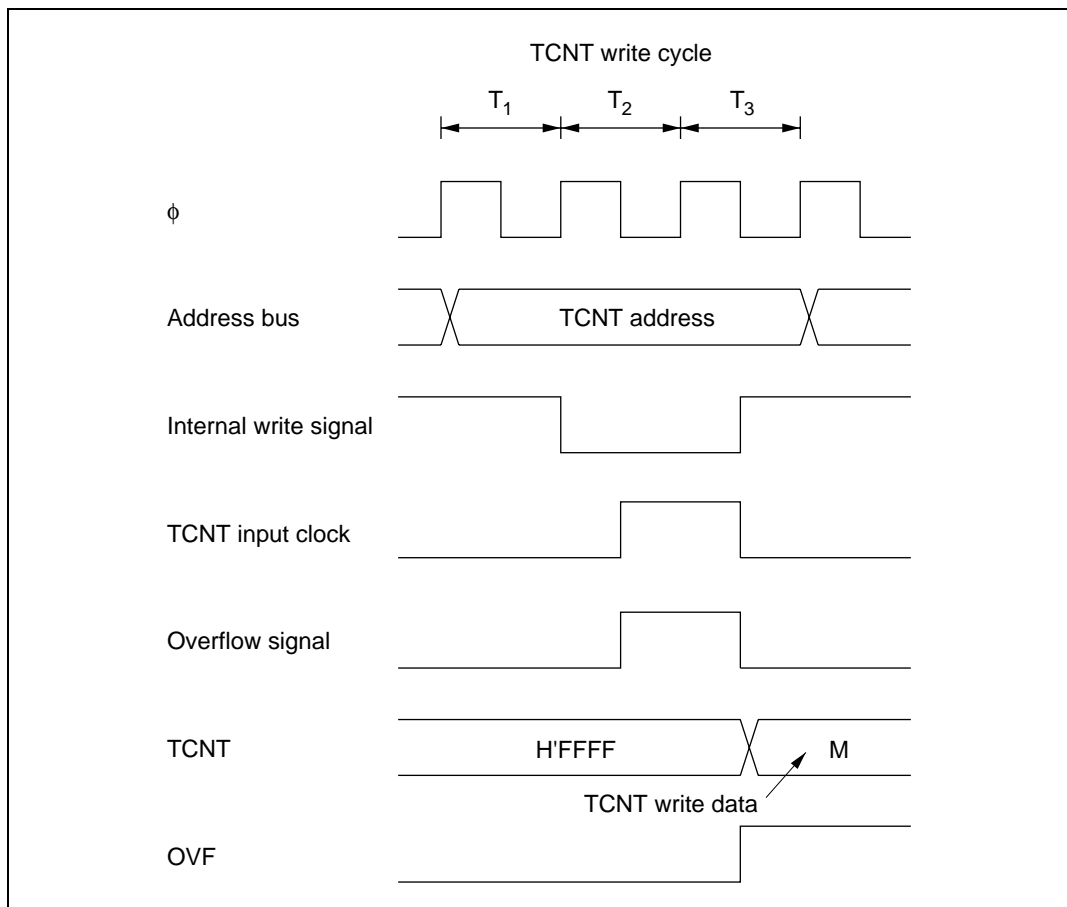 TCNT write cycle
T1 T2 T3
ϕ
Address bus TCNT address
Internal write signal
TCNT input clock
Overflow signal
TCNT H'FFFF M
TCNT write data
OVF